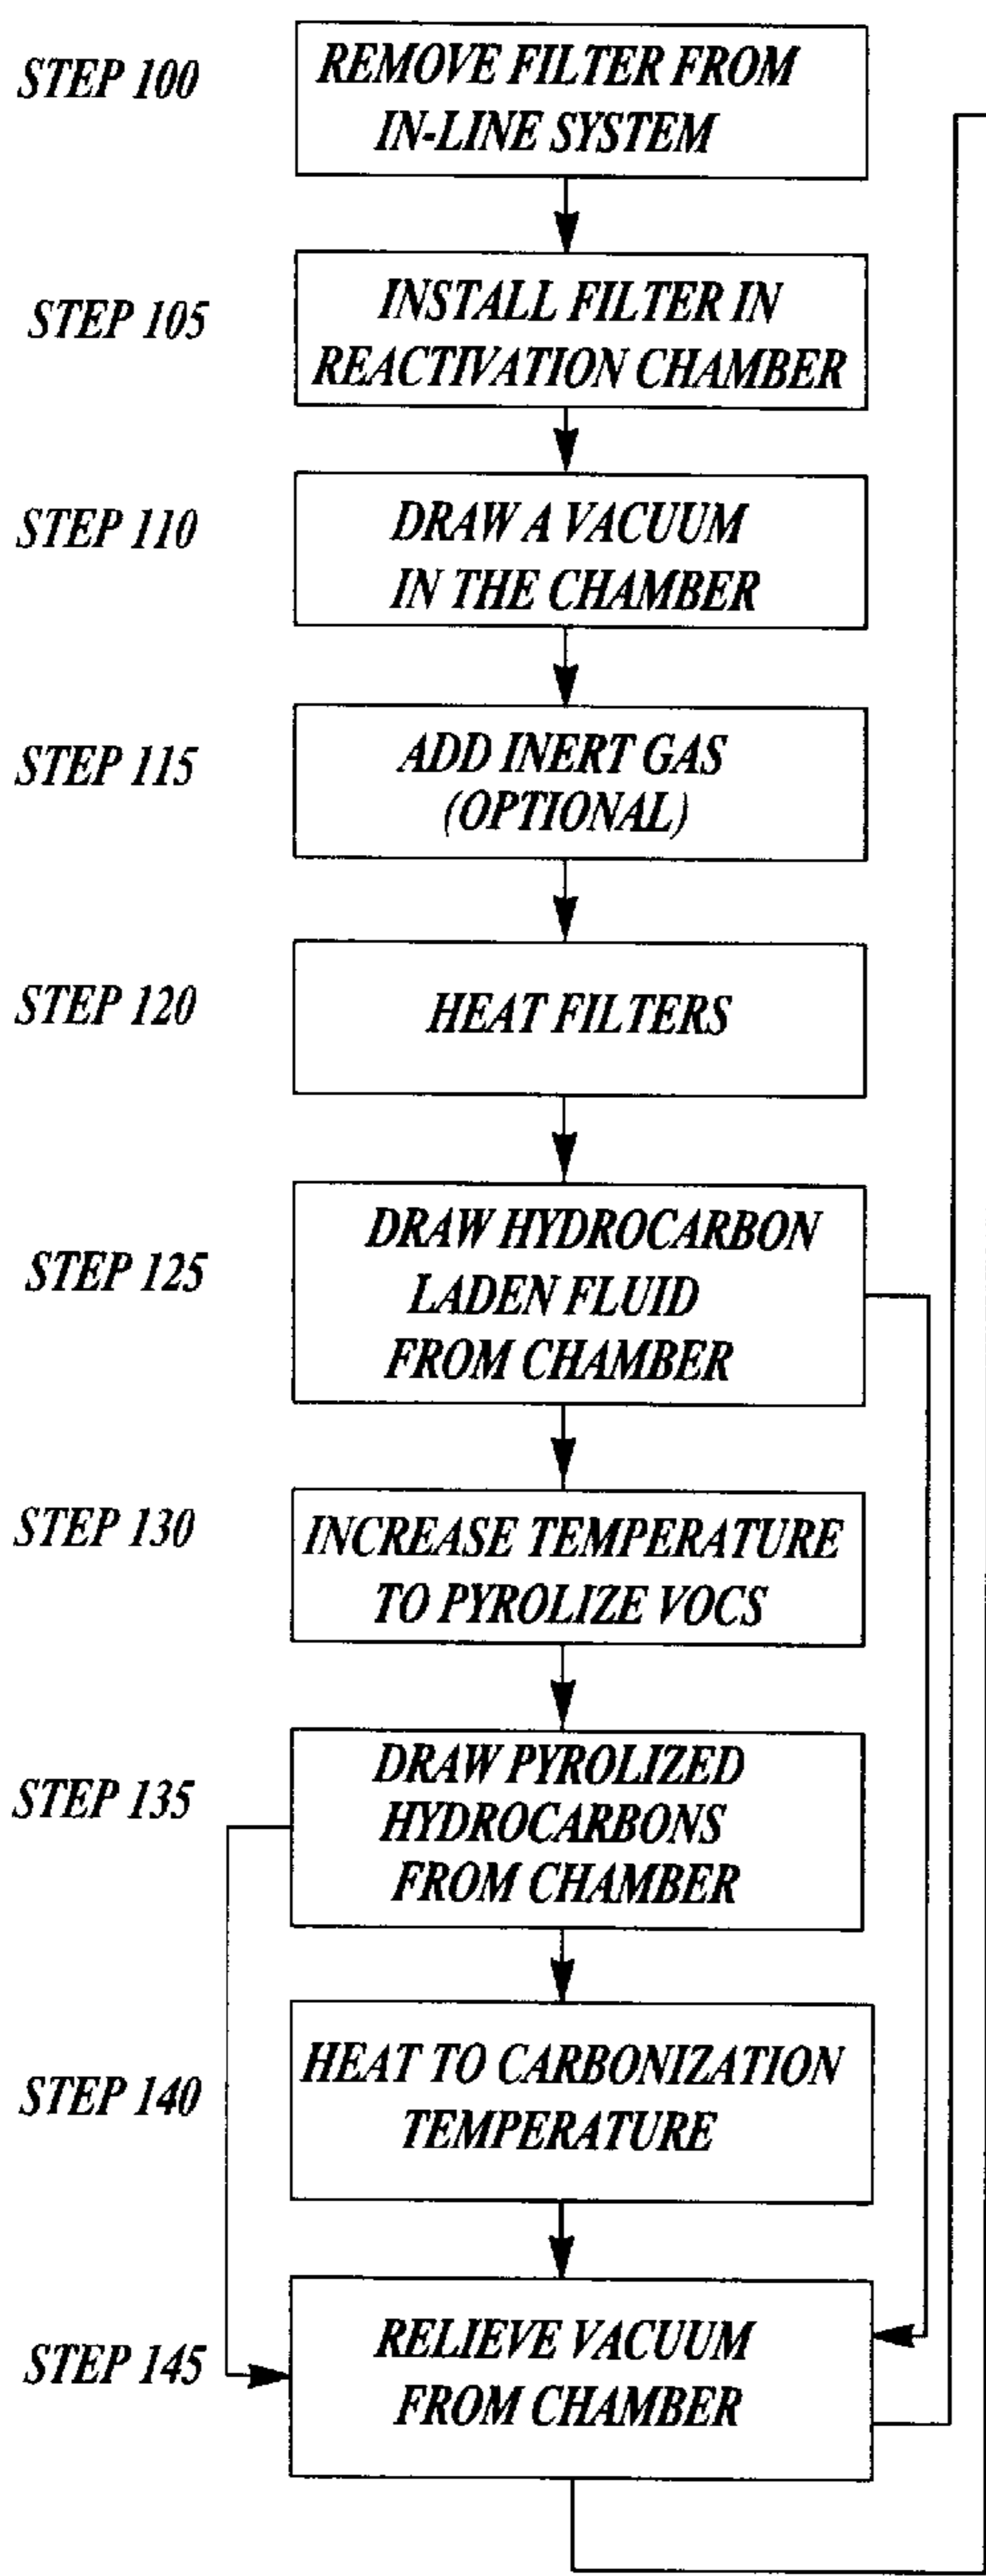 STEP 100
REMOVE FILTER FROM
IN-LINE SYSTEM
STEP 105
INSTALL FILTER IN
REACTIVATION CHAMBER
STEP 110
DRAW A VACUUM
IN THE CHAMBER
STEP 115
ADD INERT GAS
(OPTIONAL)
STEP 120
HEAT FILTERS
STEP 125
DRAW HYDROCARBON
LADEN FLUID
FROM CHAMBER
STEP 130
INCREASE TEMPERATURE
TO PYROLIZE VOCS
STEP 135
DRAW PYROLIZED
HYDROCARBONS
FROM CHAMBER
STEP 140
HEAT TO CARBONIZATION
TEMPERATURE
STEP 145
RELIEVE VACUUM
FROM CHAMBER